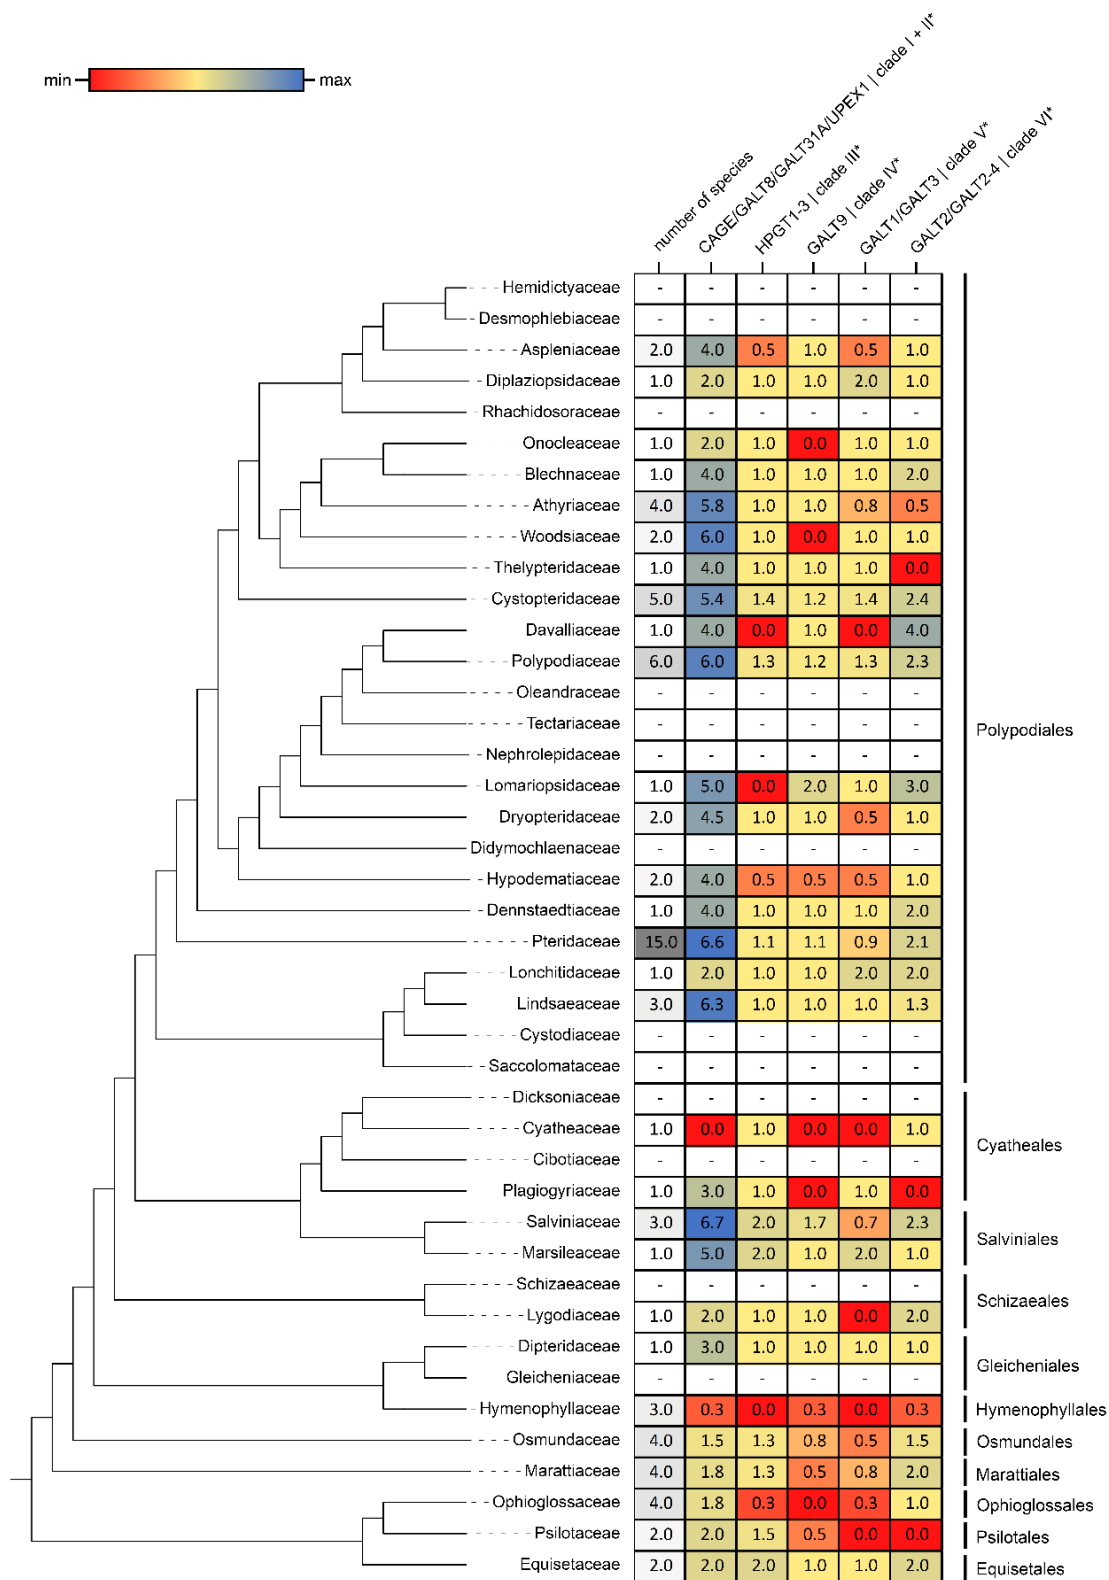 min max
number of species
CAGE/GALT8/GALT31A/UPEX1 | clade I + II*
HPGT1-3 | clade III*
GALT9 | clade IV*
GALT1/GALT3 | clade V*
GALT2/GALT2-4 | clade VI*
Hemidictyaceae - - - - - -
Desmophlebiaceae - - - - - -
Aspleniaceae 2.0 4.0 0.5 1.0 0.5 1.0
Diplaziopsidaceae 1.0 2.0 1.0 1.0 2.0 1.0
Rhachidosoraceae - - - - - -
Onocleaceae 1.0 2.0 1.0 0.0 1.0 1.0
Blechnaceae 1.0 4.0 1.0 1.0 1.0 2.0
Athyriaceae 4.0 5.8 1.0 1.0 0.8 0.5
Woodsiaceae 2.0 6.0 1.0 0.0 1.0 1.0
Thelypteridaceae 1.0 4.0 1.0 1.0 1.0 0.0
Cystopteridaceae 5.0 5.4 1.4 1.2 1.4 2.4
Davalliaceae 1.0 4.0 0.0 1.0 0.0 4.0
Polypodiaceae 6.0 6.0 1.3 1.2 1.3 2.3
Oleandraceae - - - - - -
Tectariaceae - - - - - -
Polypodiales
Nephrolepidaceae - - - - - -
Lomariopsidaceae 1.0 5.0 0.0 2.0 1.0 3.0
Dryopteridaceae 2.0 4.5 1.0 1.0 0.5 1.0
Didymochlaenaceae - - - - - -
Hypodematiaceae 2.0 4.0 0.5 0.5 0.5 1.0
Dennstaedtiaceae 1.0 4.0 1.0 1.0 1.0 2.0
Pteridaceae 15.0 6.6 1.1 1.1 0.9 2.1
Lonchitidaceae 1.0 2.0 1.0 1.0 2.0 2.0
Lindsaeaceae 3.0 6.3 1.0 1.0 1.0 1.3
Cystodiaceae - - - - - -
Saccolomataceae - - - - - -
Dicksoniaceae - - - - - -
Cyatheaceae 1.0 0.0 1.0 0.0 0.0 1.0
Cyatheales
Cibotiaceae - - - - - -
Plagiogyriaceae 1.0 3.0 1.0 0.0 1.0 0.0
Salviniaceae 3.0 6.7 2.0 1.7 0.7 2.3
Salviniales
Marsileaceae 1.0 5.0 2.0 1.0 2.0 1.0
Schizaeaceae - - - - - -
Schizaeales
Lygodiaceae 1.0 2.0 1.0 1.0 0.0 2.0
Dipteridaceae 1.0 3.0 1.0 1.0 1.0 1.0
Gleicheniales
Gleicheniaceae - - - - - -
Hymenophyllaceae 3.0 0.3 0.0 0.3 0.0 0.3 Hymenophyllales
Osmundaceae 4.0 1.5 1.3 0.8 0.5 1.5 Osmundales
Marattiaceae 4.0 1.8 1.3 0.5 0.8 2.0 Marattiales
Ophioglossaceae 4.0 1.8 0.3 0.0 0.3 1.0 Ophioglossales
Psilotaceae 2.0 2.0 1.5 0.5 0.0 0.0 Psilotales
Equisetaceae 2.0 2.0 2.0 1.0 1.0 2.0 Equisetales